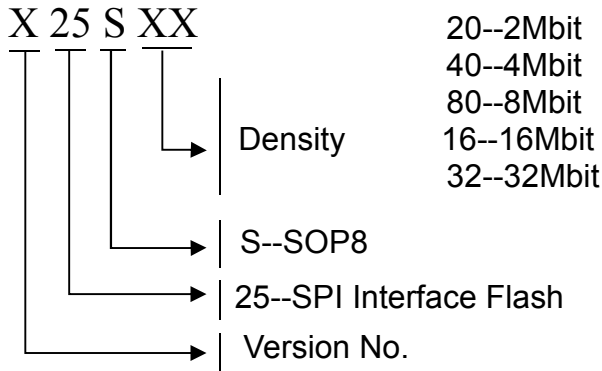 X 25 S XX
20--2Mbit
40--4Mbit
80--8Mbit
Density
16--16Mbit
32--32Mbit
S--SOP8
25--SPI Interface Flash
Version No.